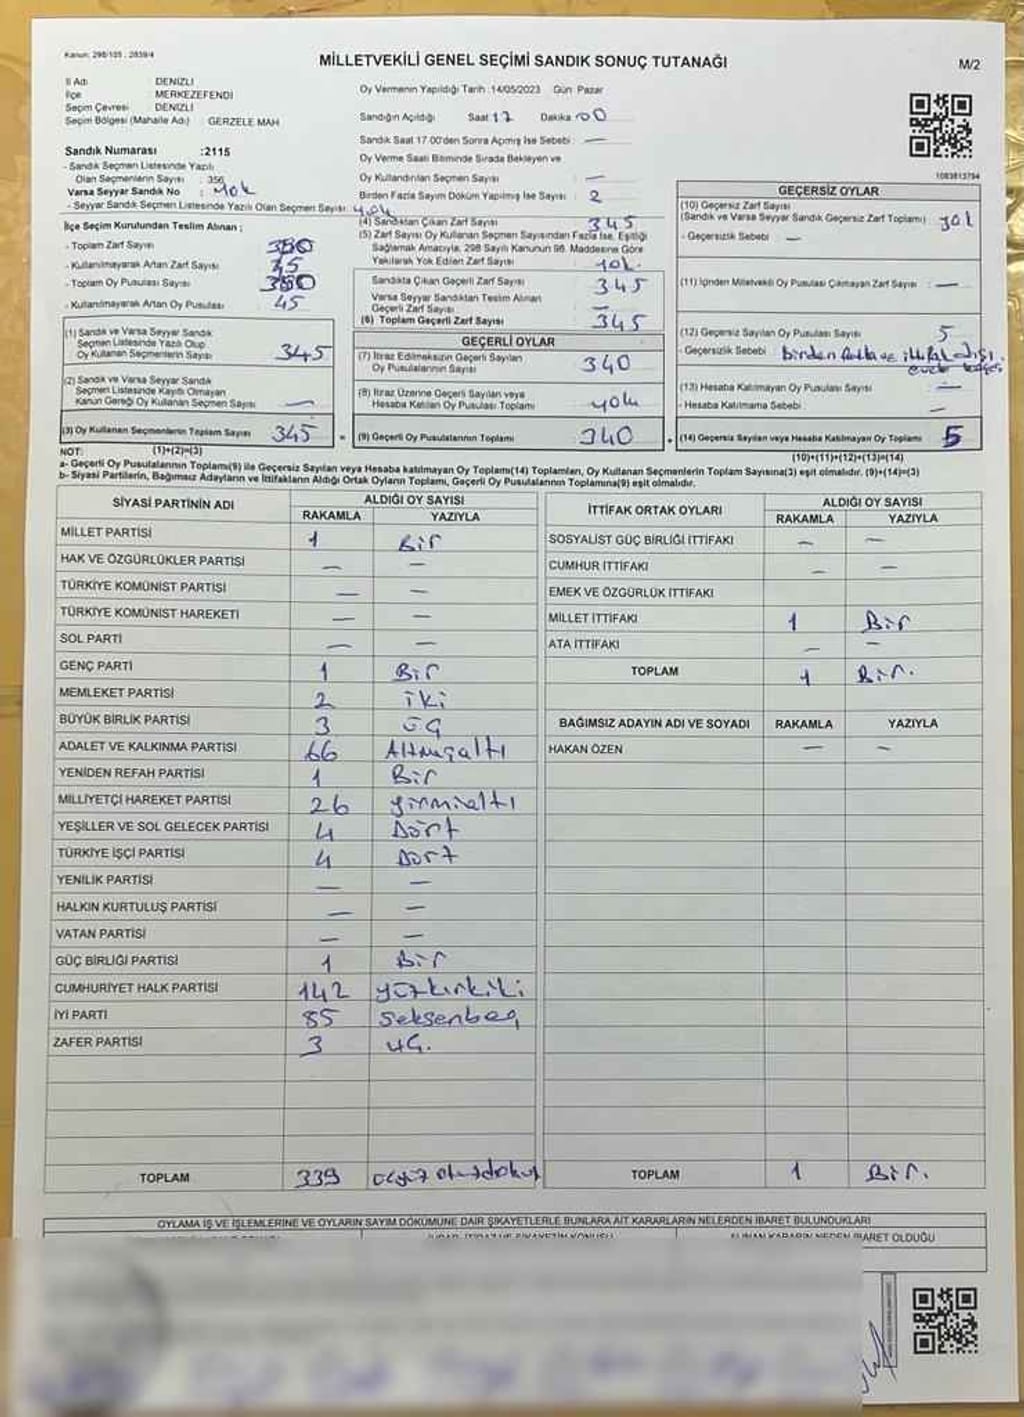 Kanun: 298/105 ; 2839/4
MİLLETVEKİLİ GENEL SEÇİMİ SANDIK SONUÇ TUTANAĞI
M/2
İl Adı DENİZLİ
İlçe MERKEZEFENDİ
Seçim Çevresi DENİZLİ
Seçim Bölgesi (Mahalle Adı) GERZELE MAH
Sandık Numarası :2115
- Sandık Seçmen Listesinde Yazılı
Olan Seçmenlerin Sayısı : 356
Varsa Seyyar Sandık No : Yok
- Seyyar Sandık Seçmen Listesinde Yazılı Olan Seçmen Sayısı: Yok
İlçe Seçim Kurulundan Teslim Alınan ;
- Toplam Zarf Sayısı
- Kullanılmayarak Artan Zarf Sayısı 45
- Toplam Oy Pusulası Sayısı
- Kullanılmayarak Artan Oy Pusulası 45
(1) Sandık ve Varsa Seyyar Sandık
Seçmen Listesinde Yazılı Olup
Oy Kullanan Seçmenlerin Sayısı 345
(2) Sandık ve Varsa Seyyar Sandık
Seçmen Listesinde Kayıtlı Olmayan
Kanun Gereği Oy Kullanan Seçmen Sayısı —
(3) Oy Kullanan Seçmenlerin Toplam Sayısı 345
Oy Vermenin Yapıldığı Tarih :14/05/2023 Gün: Pazar
Sandığın Açıldığı Saat 17 Dakika 00
Sandık Saat 17.00'den Sonra Açılmış İse Sebebi : —
Oy Verme Saati Bitiminde Sırada Bekleyen ve
Oy Kullandırılan Seçmen Sayısı : —
Birden Fazla Sayım Döküm Yapılmış İse Sayısı : 2
(4) Sandıktan Çıkan Zarf Sayısı 345
(5) Zarf Sayısı Oy Kullanan Seçmen Sayısından Fazla İse, Eşitliği
Sağlamak Amacıyla, 298 Sayılı Kanunun 98. Maddesine Göre
Yakılarak Yok Edilen Zarf Sayısı yok.
Sandıkta Çıkan Geçerli Zarf Sayısı 345
Varsa Seyyar Sandıktan Teslim Alınan
Geçerli Zarf Sayısı —
(6) Toplam Geçerli Zarf Sayısı 345
GEÇERLİ OYLAR
(7) İtiraz Edilmeksizin Geçerli Sayılan
Oy Pusulalarının Sayısı 340
(8) İtiraz Üzerine Geçerli Sayılan veya
Hesaba Katılan Oy Pusulası Toplamı yok
= (9) Geçerli Oy Pusulalarının Toplamı 340
1083813794
GEÇERSİZ OYLAR
(10) Geçersiz Zarf Sayısı
(Sandık ve Varsa Seyyar Sandık Geçersiz Zarf Toplamı) yok
- Geçersizlik Sebebi —
(11) İçinden Milletvekili Oy Pusulası Çıkmayan Zarf Sayısı : —
(12) Geçersiz Sayılan Oy Pusulası Sayısı 5
- Geçersizlik Sebebi : Birden fazla ve ittifak dışı
(13) Hesaba Katılmayan Oy Pusulası Sayısı —
- Hesaba Katılmama Sebebi : —
+ (14) Geçersiz Sayılan veya Hesaba Katılmayan Oy Toplamı 5
NOT: (1)+(2)=(3)
(10)+(11)+(12)+(13)=(14)
a- Geçerli Oy Pusulalarının Toplamı(9) ile Geçersiz Sayılan veya Hesaba katılmayan Oy Toplamı(14) Toplamları, Oy Kullanan Seçmenlerin Toplam Sayısına(3) eşit olmalıdır. (9)+(14)=(3)
b- Siyasi Partilerin, Bağımsız Adayların ve İttifakların Aldığı Ortak Oyların Toplamı, Geçerli Oy Pusulalarının Toplamına(9) eşit olmalıdır.
SİYASİ PARTİNİN ADI ALDIĞI OY SAYISI
RAKAMLA YAZIYLA
MİLLET PARTİSİ 1 Bir
HAK VE ÖZGÜRLÜKLER PARTİSİ — —
TÜRKİYE KOMÜNİST PARTİSİ — —
TÜRKİYE KOMÜNİST HAREKETİ — —
SOL PARTİ — —
GENÇ PARTİ 1 Bir
MEMLEKET PARTİSİ 2 iki
BÜYÜK BİRLİK PARTİSİ 3 üç
ADALET VE KALKINMA PARTİSİ 66 Altmışaltı
YENİDEN REFAH PARTİSİ 1 Bir
MİLLİYETÇİ HAREKET PARTİSİ 26 yirmialtı
YEŞİLLER VE SOL GELECEK PARTİSİ 4 Dört
TÜRKİYE İŞÇİ PARTİSİ 4 Dört
YENİLİK PARTİSİ — —
HALKIN KURTULUŞ PARTİSİ — —
VATAN PARTİSİ — —
GÜÇ BİRLİĞİ PARTİSİ 1 Bir
CUMHURİYET HALK PARTİSİ 142 yüzkırkiki
İYİ PARTİ 85 seksenbeş
ZAFER PARTİSİ 3 üç.
TOPLAM 339 üçyüz otuzdokuz
İTTİFAK ORTAK OYLARI ALDIĞI OY SAYISI
RAKAMLA YAZIYLA
SOSYALİST GÜÇ BİRLİĞİ İTTİFAKI — —
CUMHUR İTTİFAKI — —
EMEK VE ÖZGÜRLÜK İTTİFAKI
MİLLET İTTİFAKI 1 Bir
ATA İTTİFAKI — —
TOPLAM 1 Bir.
BAĞIMSIZ ADAYIN ADI VE SOYADI RAKAMLA YAZIYLA
HAKAN ÖZEN — —
TOPLAM 1 Bir.
OYLAMA İŞ VE İŞLEMLERİNE VE OYLARIN SAYIM DÖKÜMÜNE DAİR ŞİKAYETLERLE BUNLARA AİT KARARLARIN NELERDEN İBARET BULUNDUKLARI